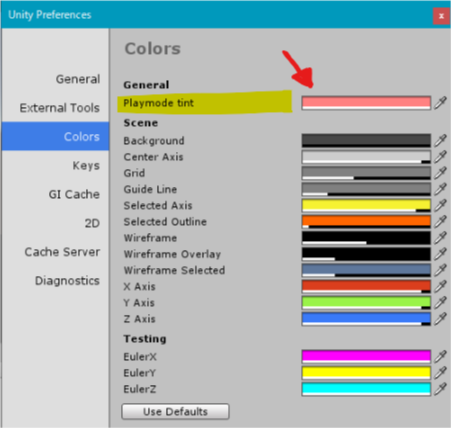 Unity Preferences
x
Colors
General
External Tools
Colors
Keys
GI Cache
2D
Cache Server
Diagnostics
General
Playmode tint
Scene
Background
Center Axis
Grid
Guide Line
Selected Axis
Selected Outline
Wireframe
Wireframe Overlay
Wireframe Selected
X Axis
Y Axis
Z Axis
Testing
EulerX
EulerY
EulerZ
Use Defaults